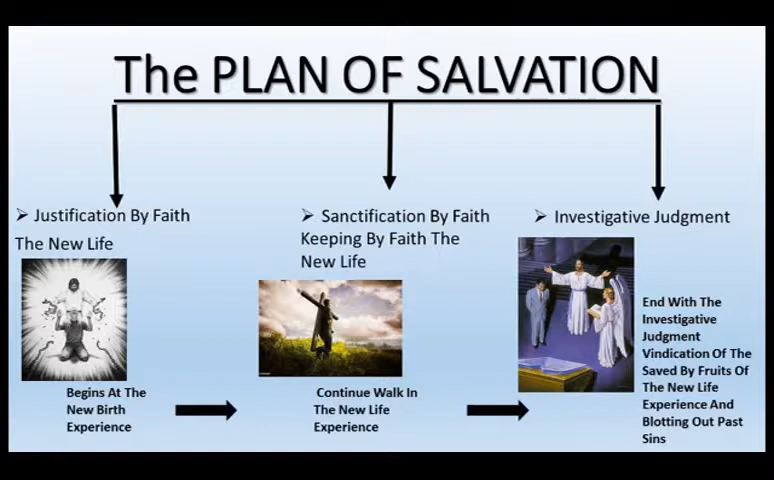 The PLAN OF SALVATION
➢ Justification By Faith
The New Life
Begins At The
New Birth
Experience
➢ Sanctification By Faith
Keeping By Faith The
New Life
Continue Walk In
The New Life
Experience
➢ Investigative Judgment
End With The
Investigative
Judgment
Vindication Of The
Saved By Fruits Of
The New Life
Experience And
Blotting Out Past
Sins